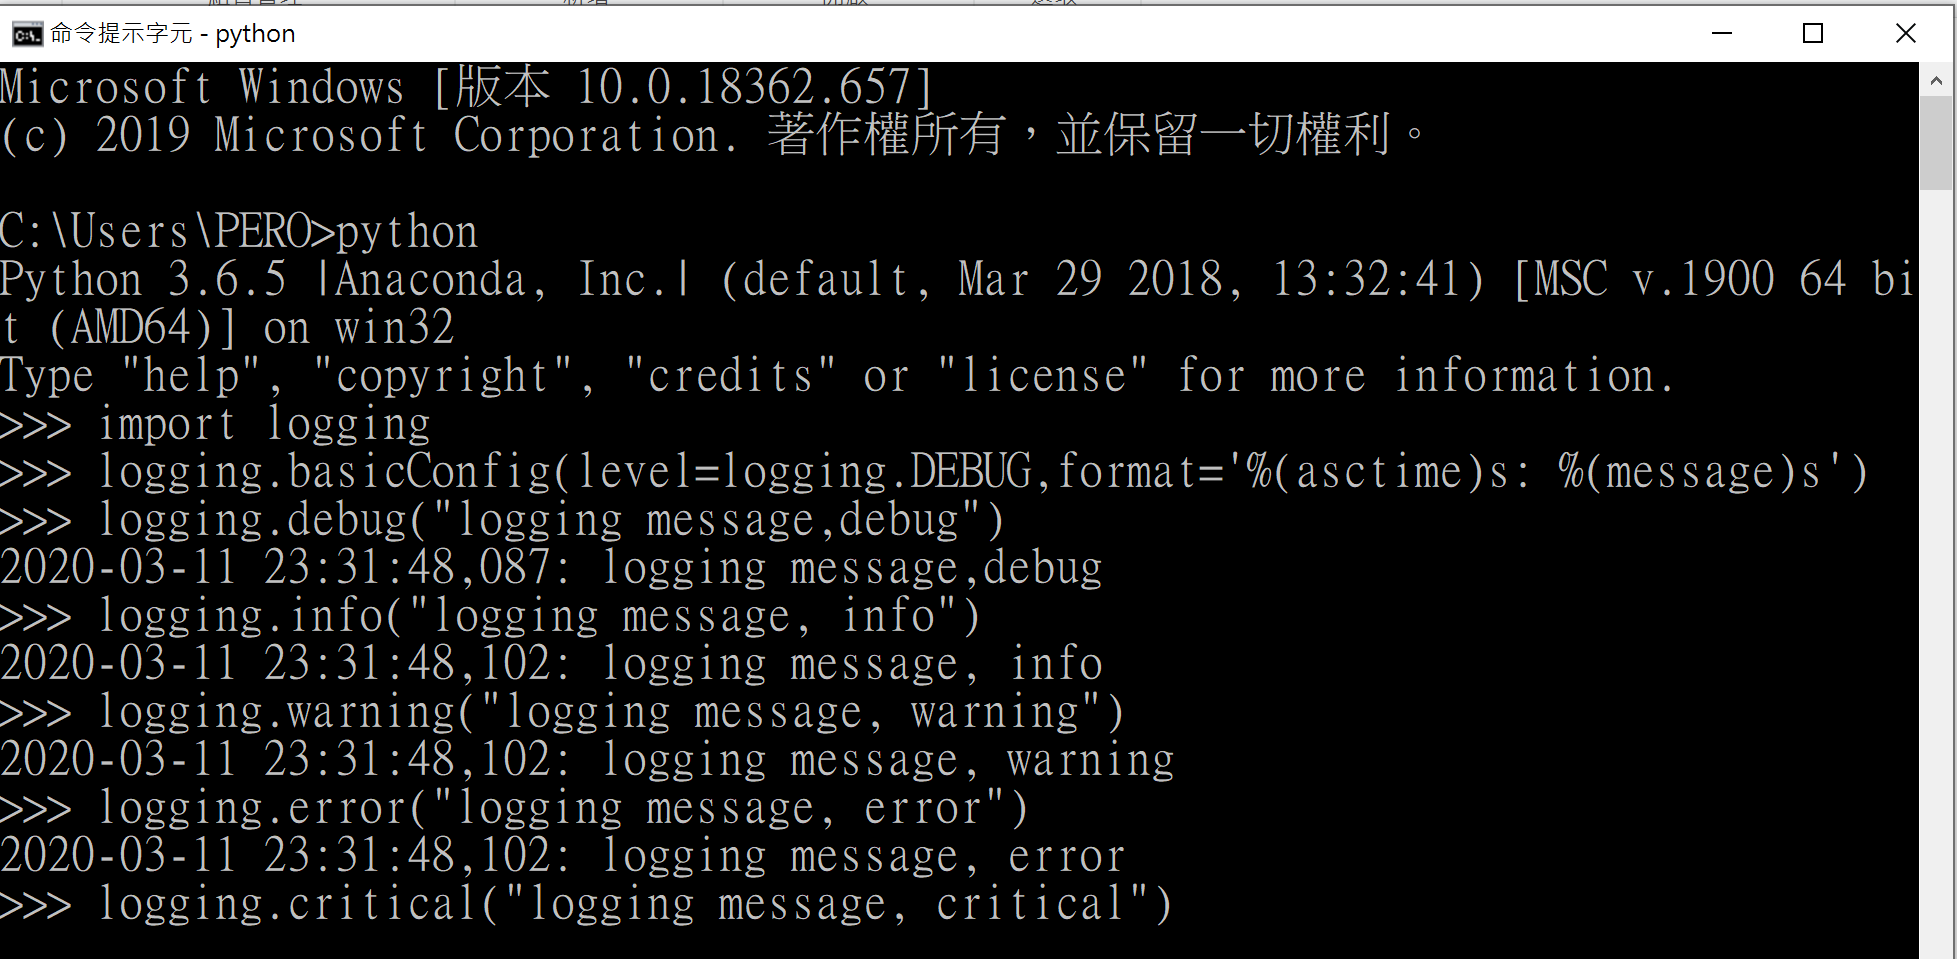 命令提示字元 - python
Microsoft Windows [版本 10.0.18362.657]
(c) 2019 Microsoft Corporation. 著作權所有，並保留一切權利。
C:\Users\PERO>python
Python 3.6.5 |Anaconda, Inc.| (default, Mar 29 2018, 13:32:41) [MSC v.1900 64 bi
t (AMD64)] on win32
Type "help", "copyright", "credits" or "license" for more information.
>>> import logging
>>> logging.basicConfig(level=logging.DEBUG,format='%(asctime)s: %(message)s')
>>> logging.debug("logging message,debug")
2020-03-11 23:31:48,087: logging message,debug
>>> logging.info("logging message, info")
2020-03-11 23:31:48,102: logging message, info
>>> logging.warning("logging message, warning")
2020-03-11 23:31:48,102: logging message, warning
>>> logging.error("logging message, error")
2020-03-11 23:31:48,102: logging message, error
>>> logging.critical("logging message, critical")